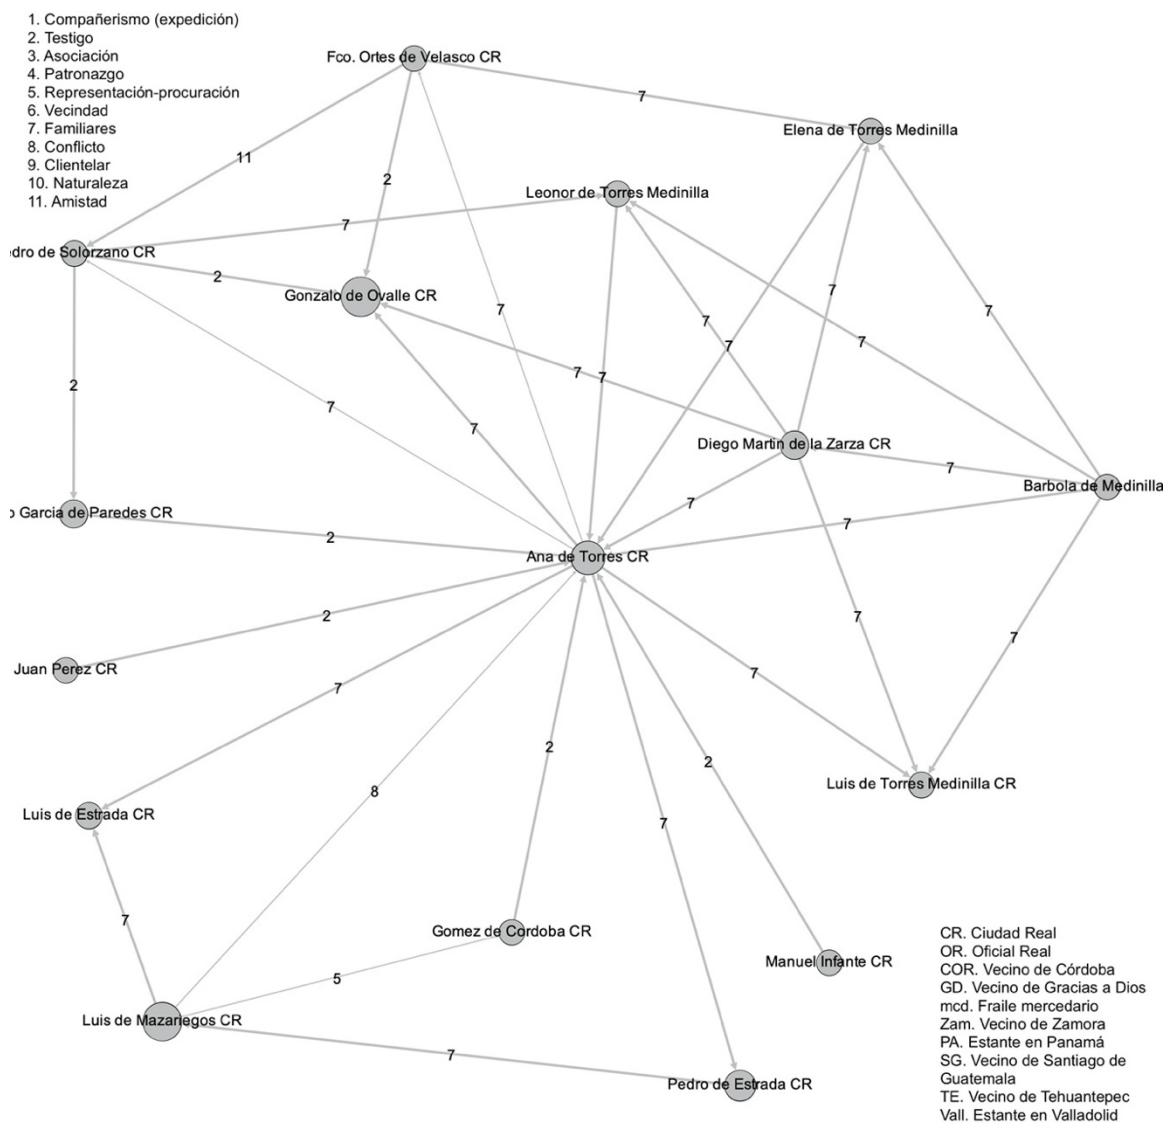 1. Compañerismo (expedición)
2. Testigo
3. Asociación
4. Patronazgo
5. Representación-procuración
6. Vecindad
7. Familiares
8. Conflicto
9. Clientelar
10. Naturaleza
11. Amistad
Fco. Ortes de Velasco CR
7
Elena de Torres Medinilla
11
2
Leonor de Torres Medinilla
7
edro de Solorzano CR
2
Gonzalo de Ovalle CR
7
7
7
7
7
7
2
7
7
7
7
7
Diego Martin de la Zarza CR
7
Barbola de Medinilla
7
o Garcia de Paredes CR
7
2
Ana de Torres CR
2
7
7
Juan Perez CR
7
7
2
8
2
Luis de Torres Medinilla CR
Luis de Estrada CR
7
7
Gomez de Cordoba CR
Manuel Infante CR
5
Luis de Mazariegos CR
7
Pedro de Estrada CR
CR. Ciudad Real
OR. Oficial Real
COR. Vecino de Córdoba
GD. Vecino de Gracias a Dios
mcd. Fraile mercedario
Zam. Vecino de Zamora
PA. Estante en Panamá
SG. Vecino de Santiago de
Guatemala
TE. Vecino de Tehuantepec
Vall. Estante en Valladolid